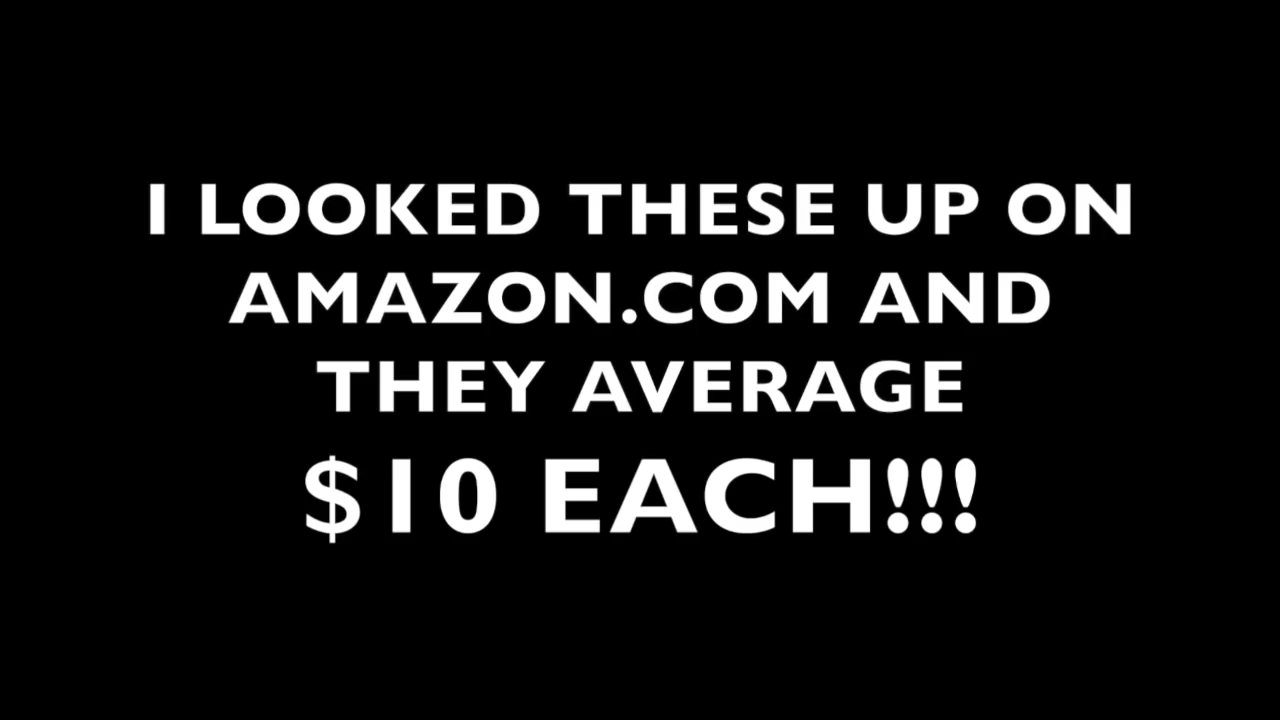 I LOOKED THESE UP ON
AMAZON.COM AND
THEY AVERAGE
$10 EACH!!!